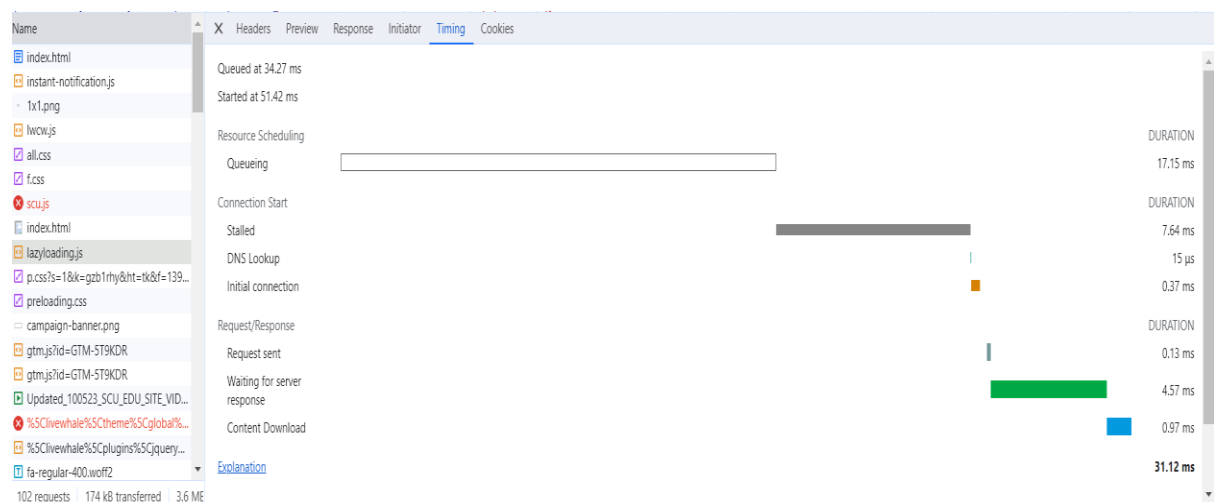 Name
X Headers Preview Response Initiator Timing Cookies
index.html
instant-notification.js
1x1.png
lwcw.js
all.css
f.css
scu.js
index.html
lazyloading.js
p.css?s=1&k=gzb1rhy&ht=tk&f=139...
preloading.css
campaign-banner.png
gtm.js?id=GTM-5T9KDR
gtm.js?id=GTM-5T9KDR
Updated_100523_SCU_EDU_SITE_VID...
%5Clivewhale%5Ctheme%5Cglobal%...
%5Clivewhale%5Cplugins%5Cjquery...
fa-regular-400.woff2
102 requests 174 kB transferred 3.6 ME
Queued at 34.27 ms
Started at 51.42 ms
Resource Scheduling DURATION
Queueing 17.15 ms
Connection Start DURATION
Stalled 7.64 ms
DNS Lookup 15 µs
Initial connection 0.37 ms
Request/Response DURATION
Request sent 0.13 ms
Waiting for server
response 4.57 ms
Content Download 0.97 ms
Explanation 31.12 ms